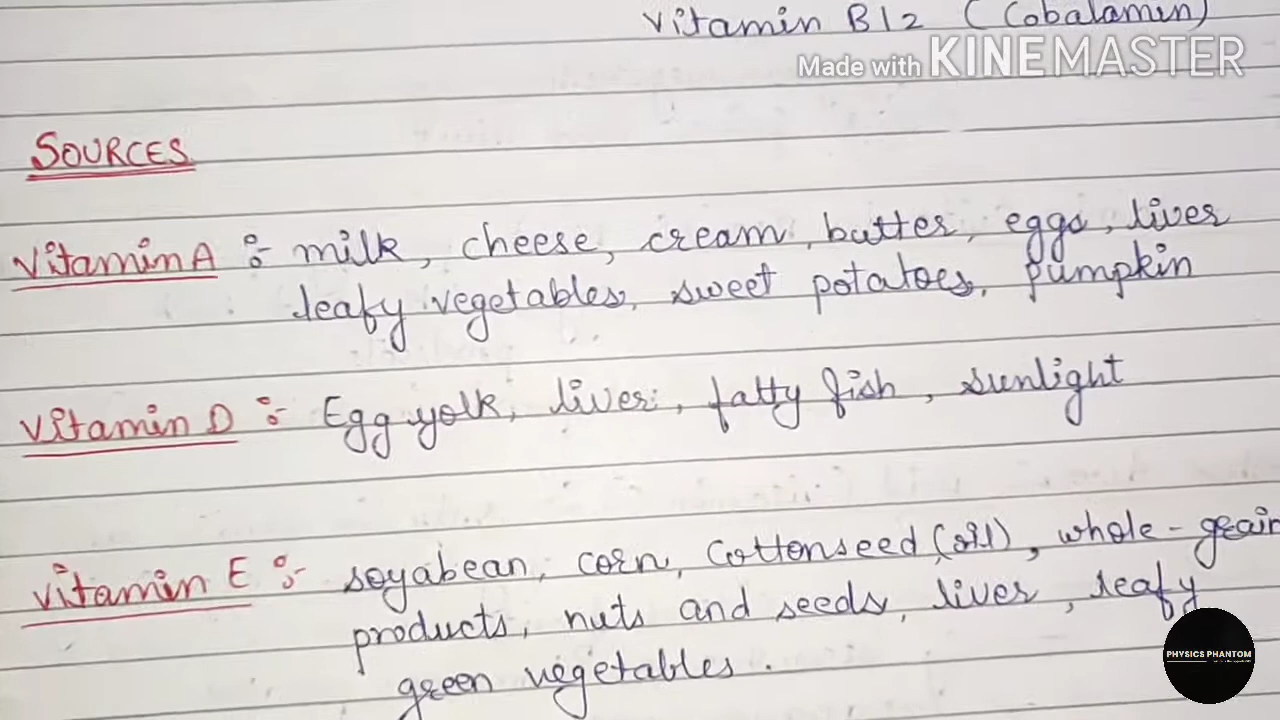 Vitamin B12 (Cobalamin)
Made with KINEMASTER
SOURCES
Vitamin A :- milk, cheese, cream, butter, eggs, liver
leafy vegetables, sweet potatoes, pumpkin
Vitamin D :- Egg yolk, liver, fatty fish, sunlight
Vitamin E :- soyabean, corn, cottonseed (oil), whole-grain
products, nuts and seeds, liver, leafy
green vegetables.
PHYSICS PHANTOM